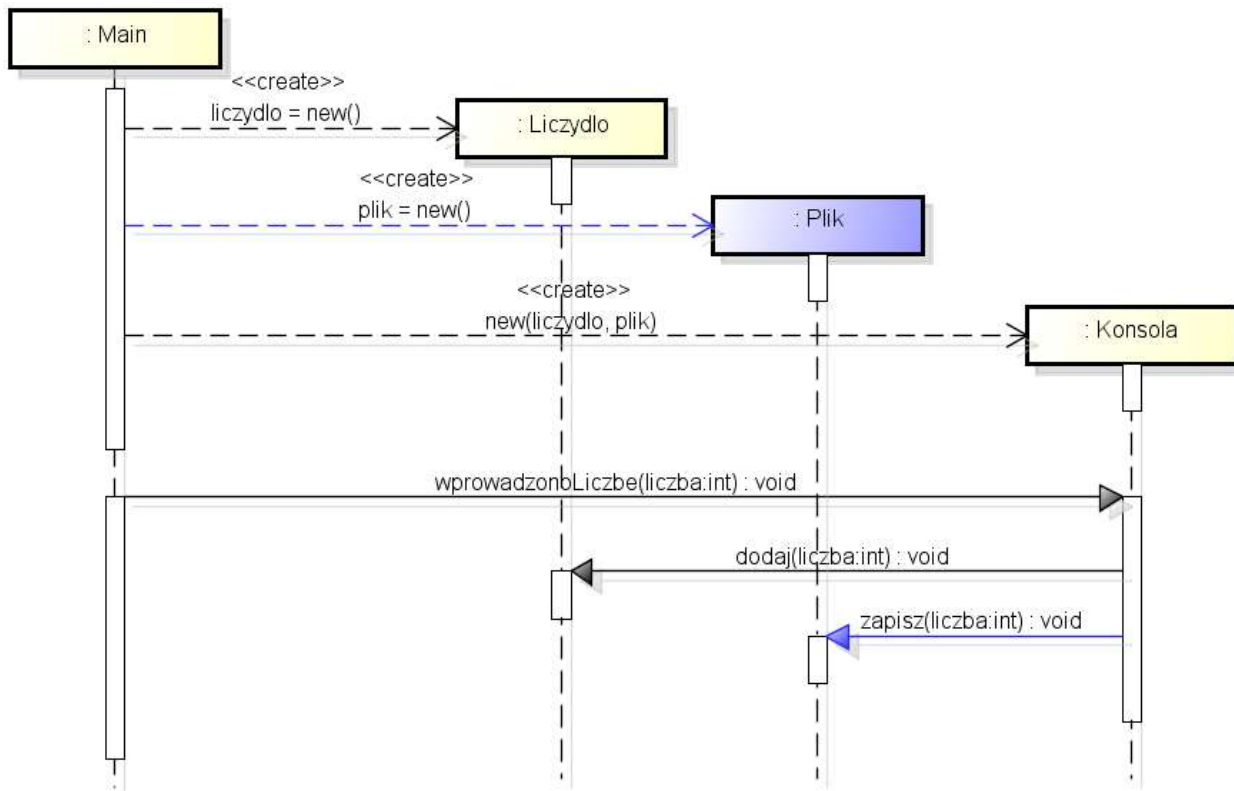 : Main
<<create>>
liczydlo = new()
: Liczydlo
<<create>>
plik = new()
: Plik
<<create>>
new(liczydlo, plik)
: Konsola
wprowadzonoLiczbe(liczba:int) : void
dodaj(liczba:int) : void
zapisz(liczba:int) : void